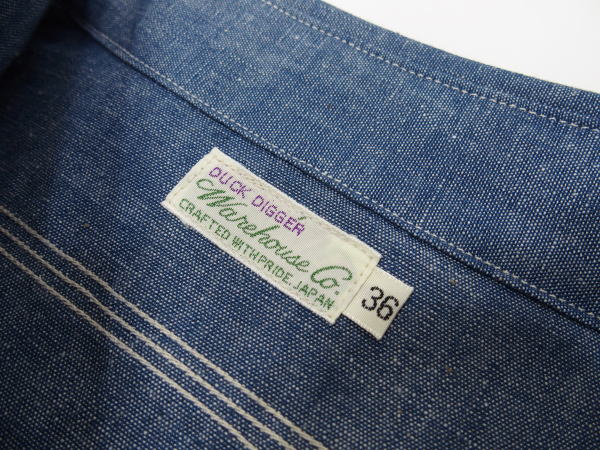 DUCK DIGGER
Warehouse Co.
CRAFTED WITH PRIDE, JAPAN
36